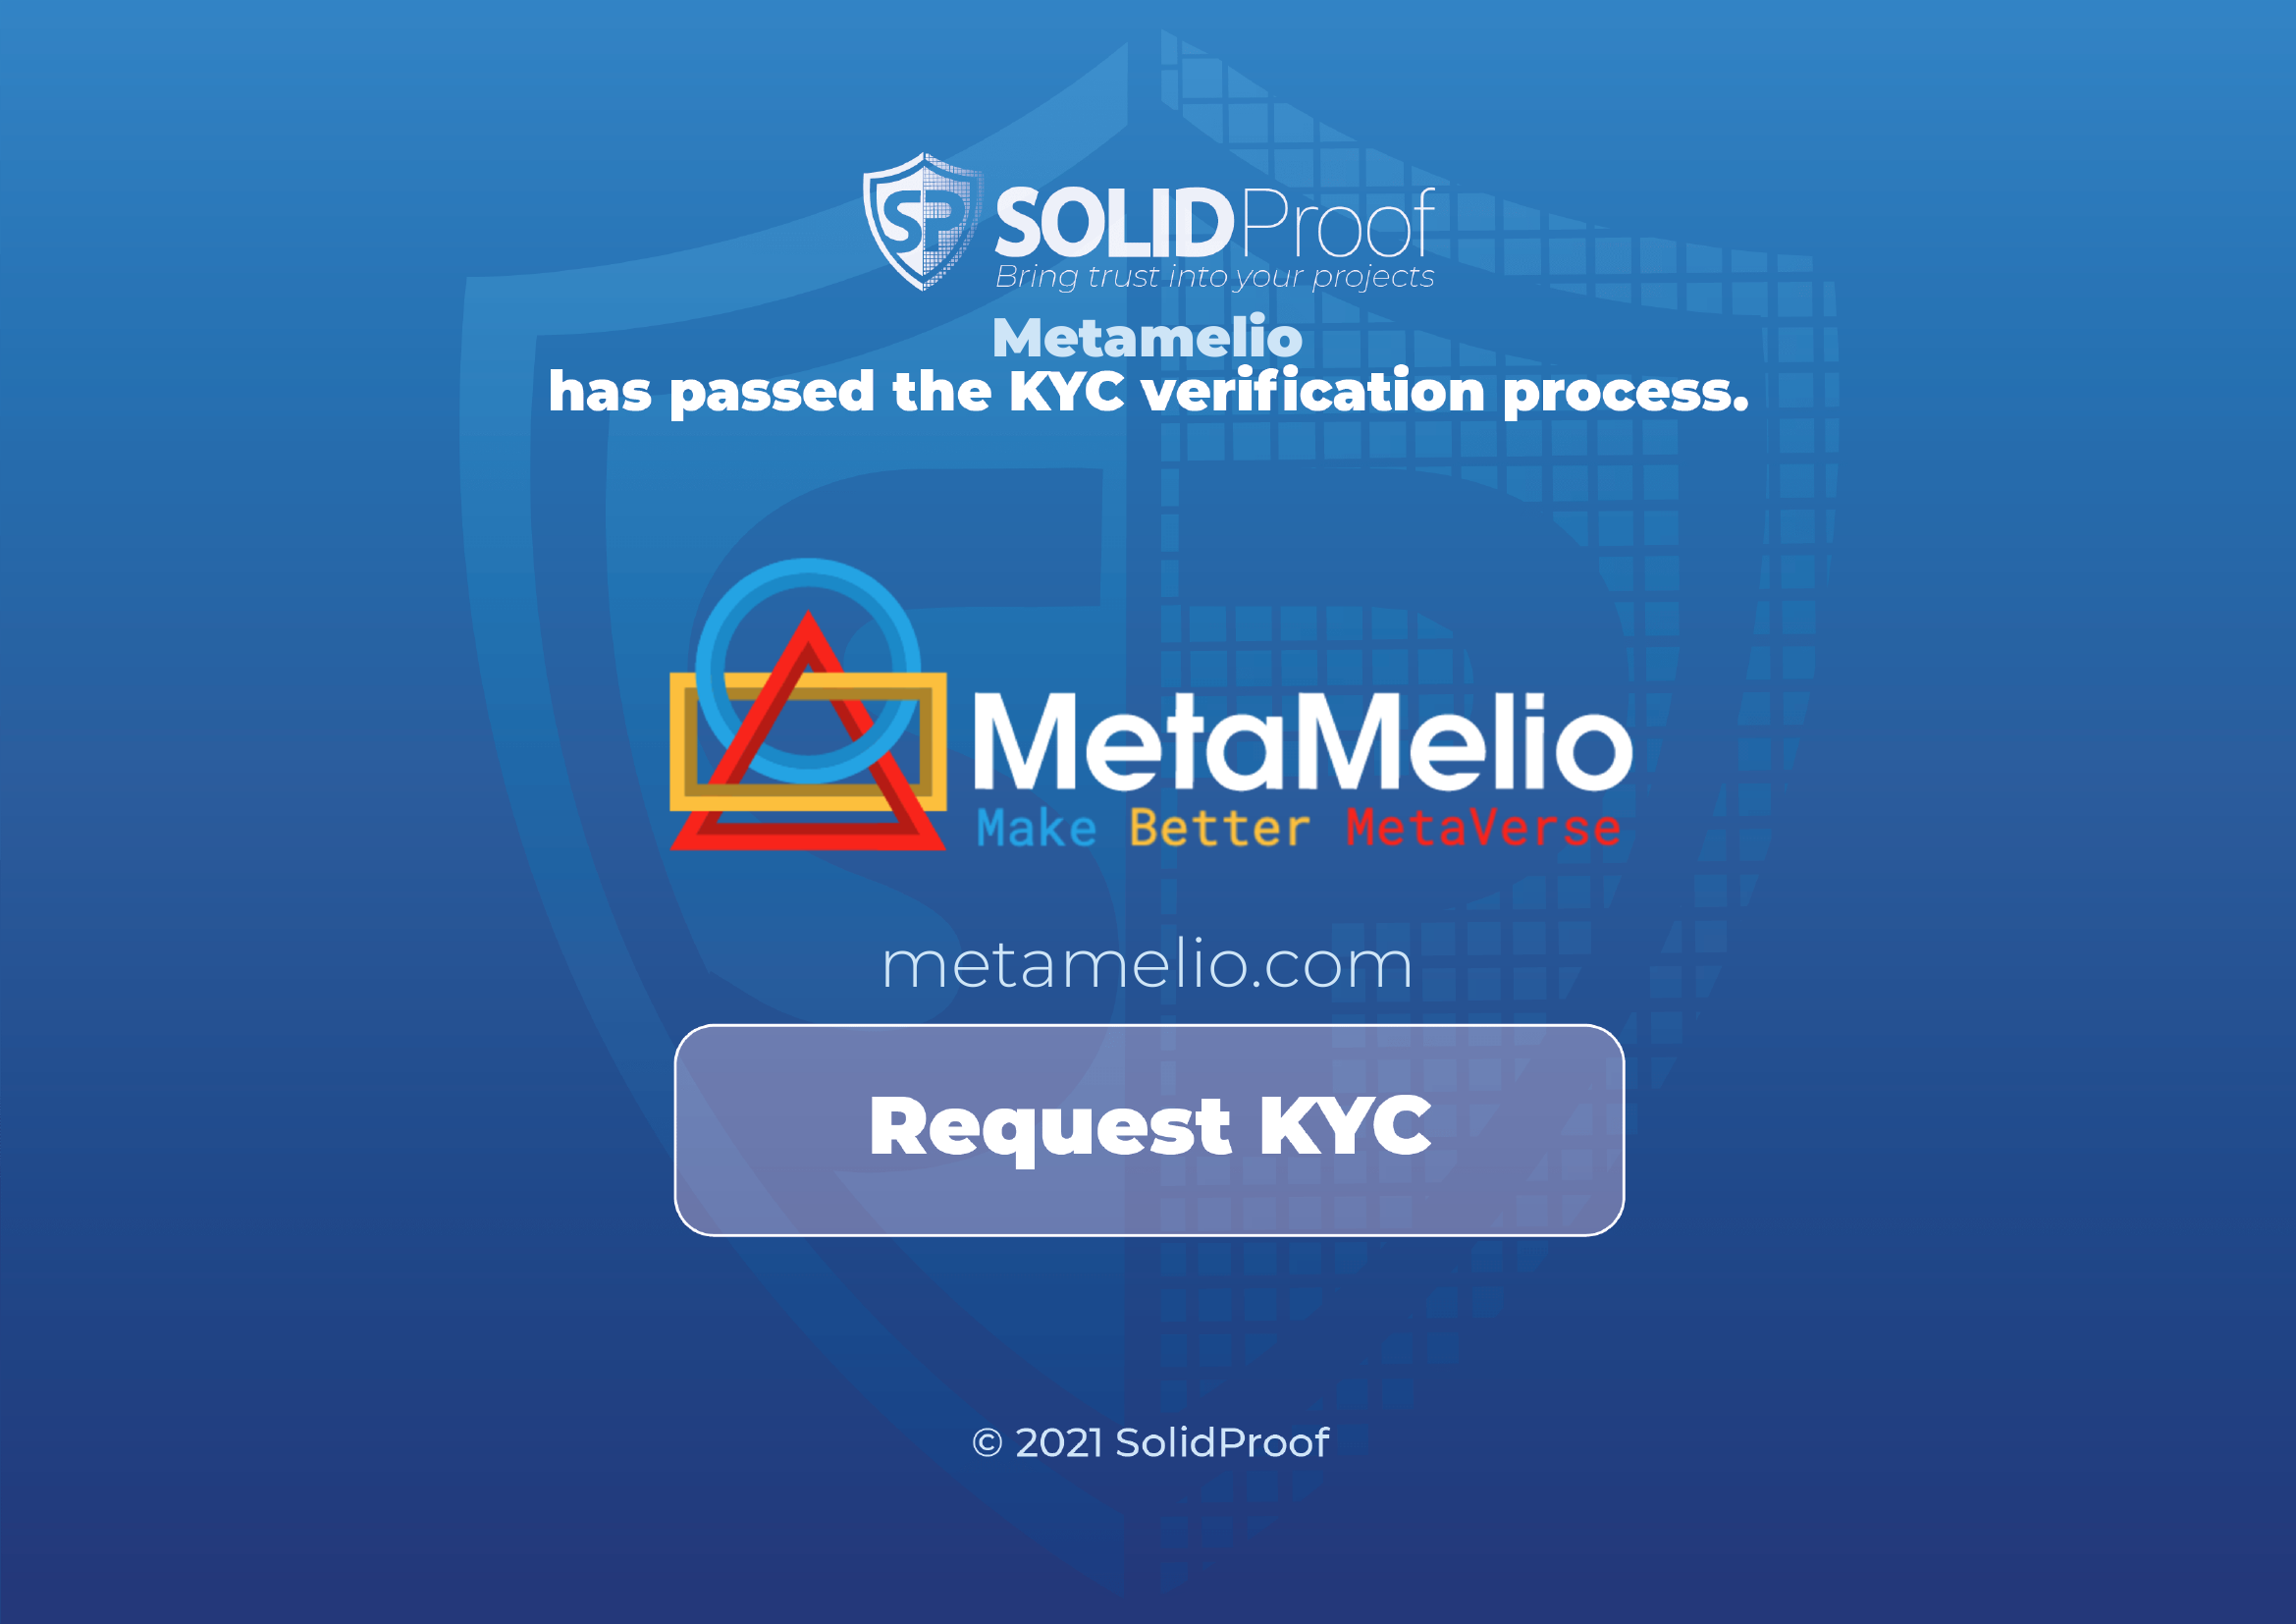 SP SOLIDProof
Bring trust into your projects
Metamelio
has passed the KYC verification process.
MetaMelio
Make Better MetaVerse
metamelio.com
Request KYC
© 2021 SolidProof